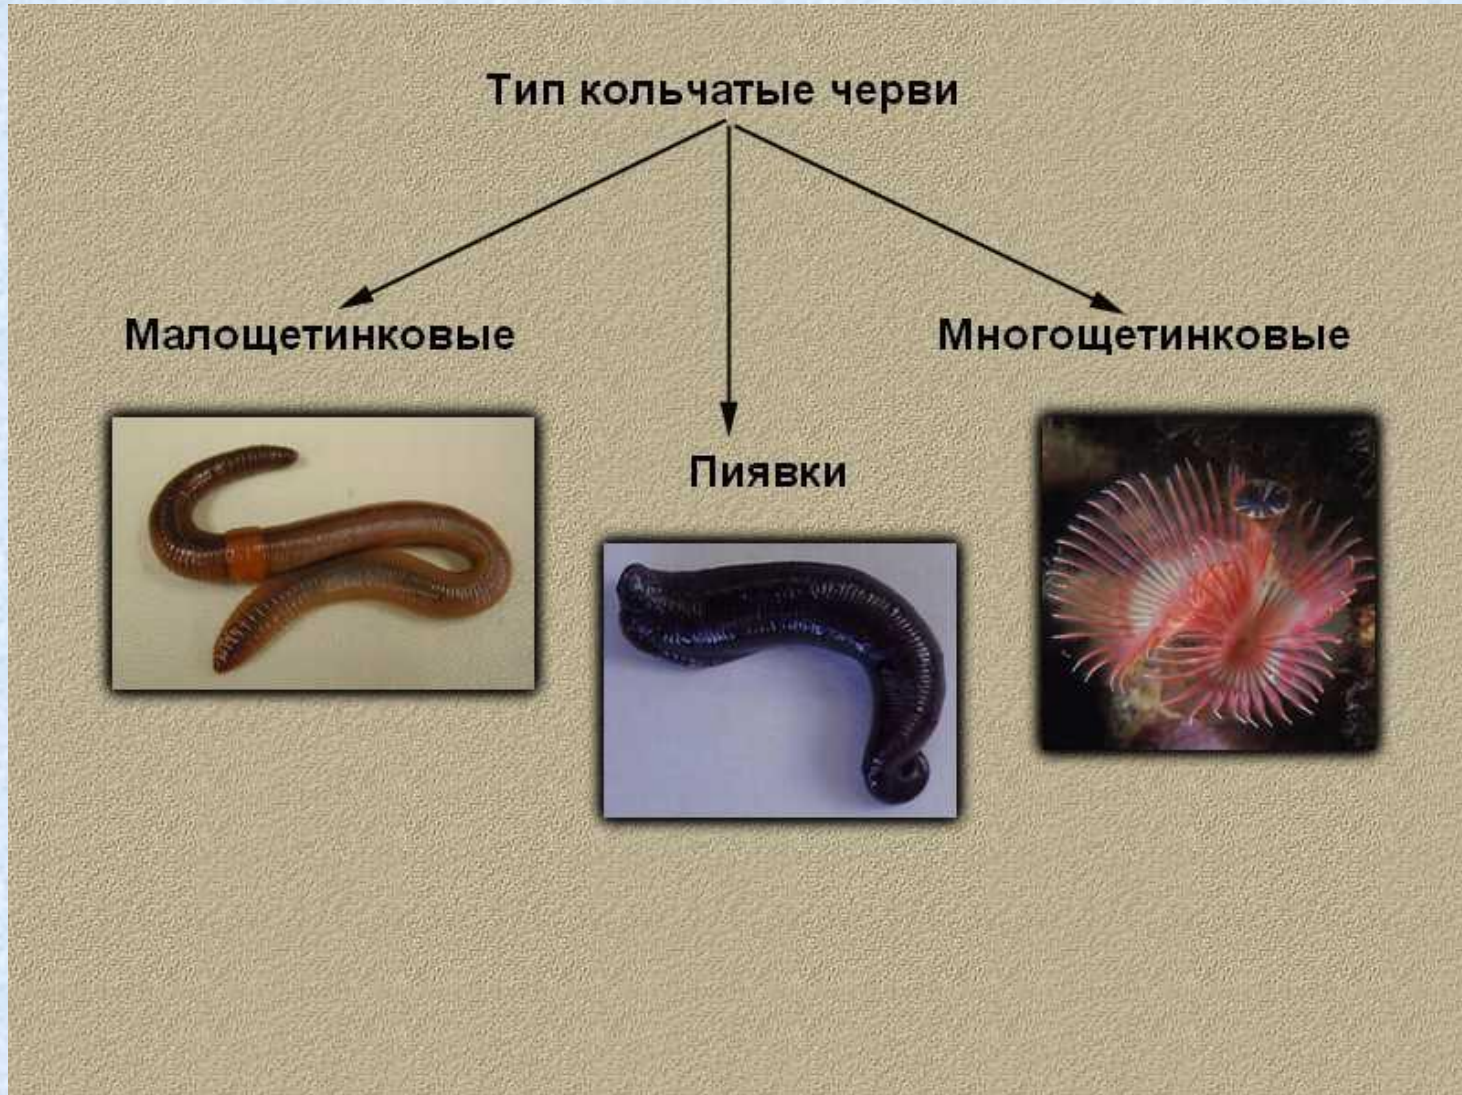 Тип кольчатые черви
Малощетинковые
Многощетинковые
Пиявки